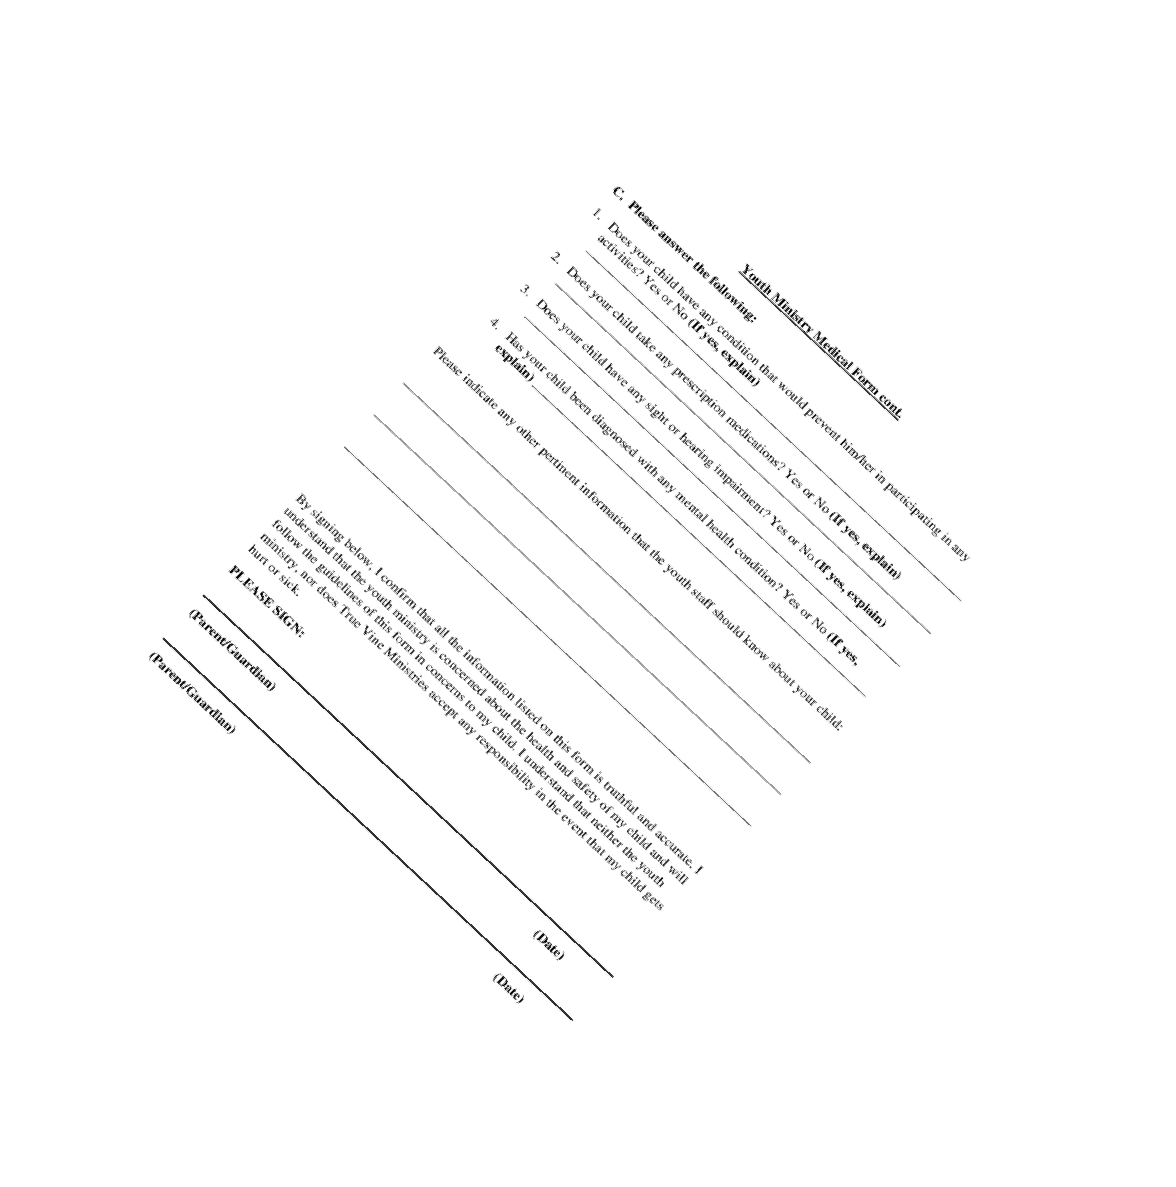 Youth Ministry Medical Form cont.
C. Please answer the following:
1. Does your child have any condition that would prevent him/her in participating in any
activities? Yes or No (If yes, explain)
2. Does your child take any prescription medications? Yes or No (If yes, explain)
3. Does your child have any sight or hearing impairment? Yes or No (If yes, explain)
4. Has your child been diagnosed with any mental health condition? Yes or No (If yes,
explain)
Please indicate any other pertinent information that the youth staff should know about your child:
By signing below, I confirm that all the information listed on this form is truthful and accurate. I
understand that the youth ministry is concerned about the health and safety of my child and will
follow the guidelines of this form in concerns to my child. I understand that neither the youth
ministry, nor does True Vine Ministries accept any responsibility in the event that my child gets
hurt or sick.
PLEASE SIGN:
(Parent/Guardian) (Date)
(Parent/Guardian) (Date)